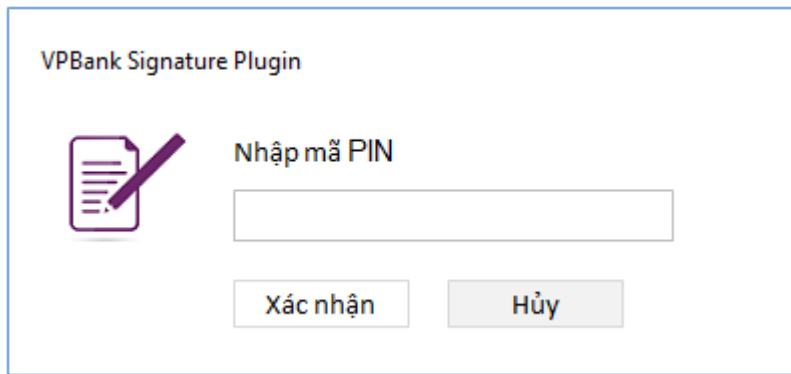 VPBank Signature Plugin
Nhập mã PIN
Xác nhận
Hủy